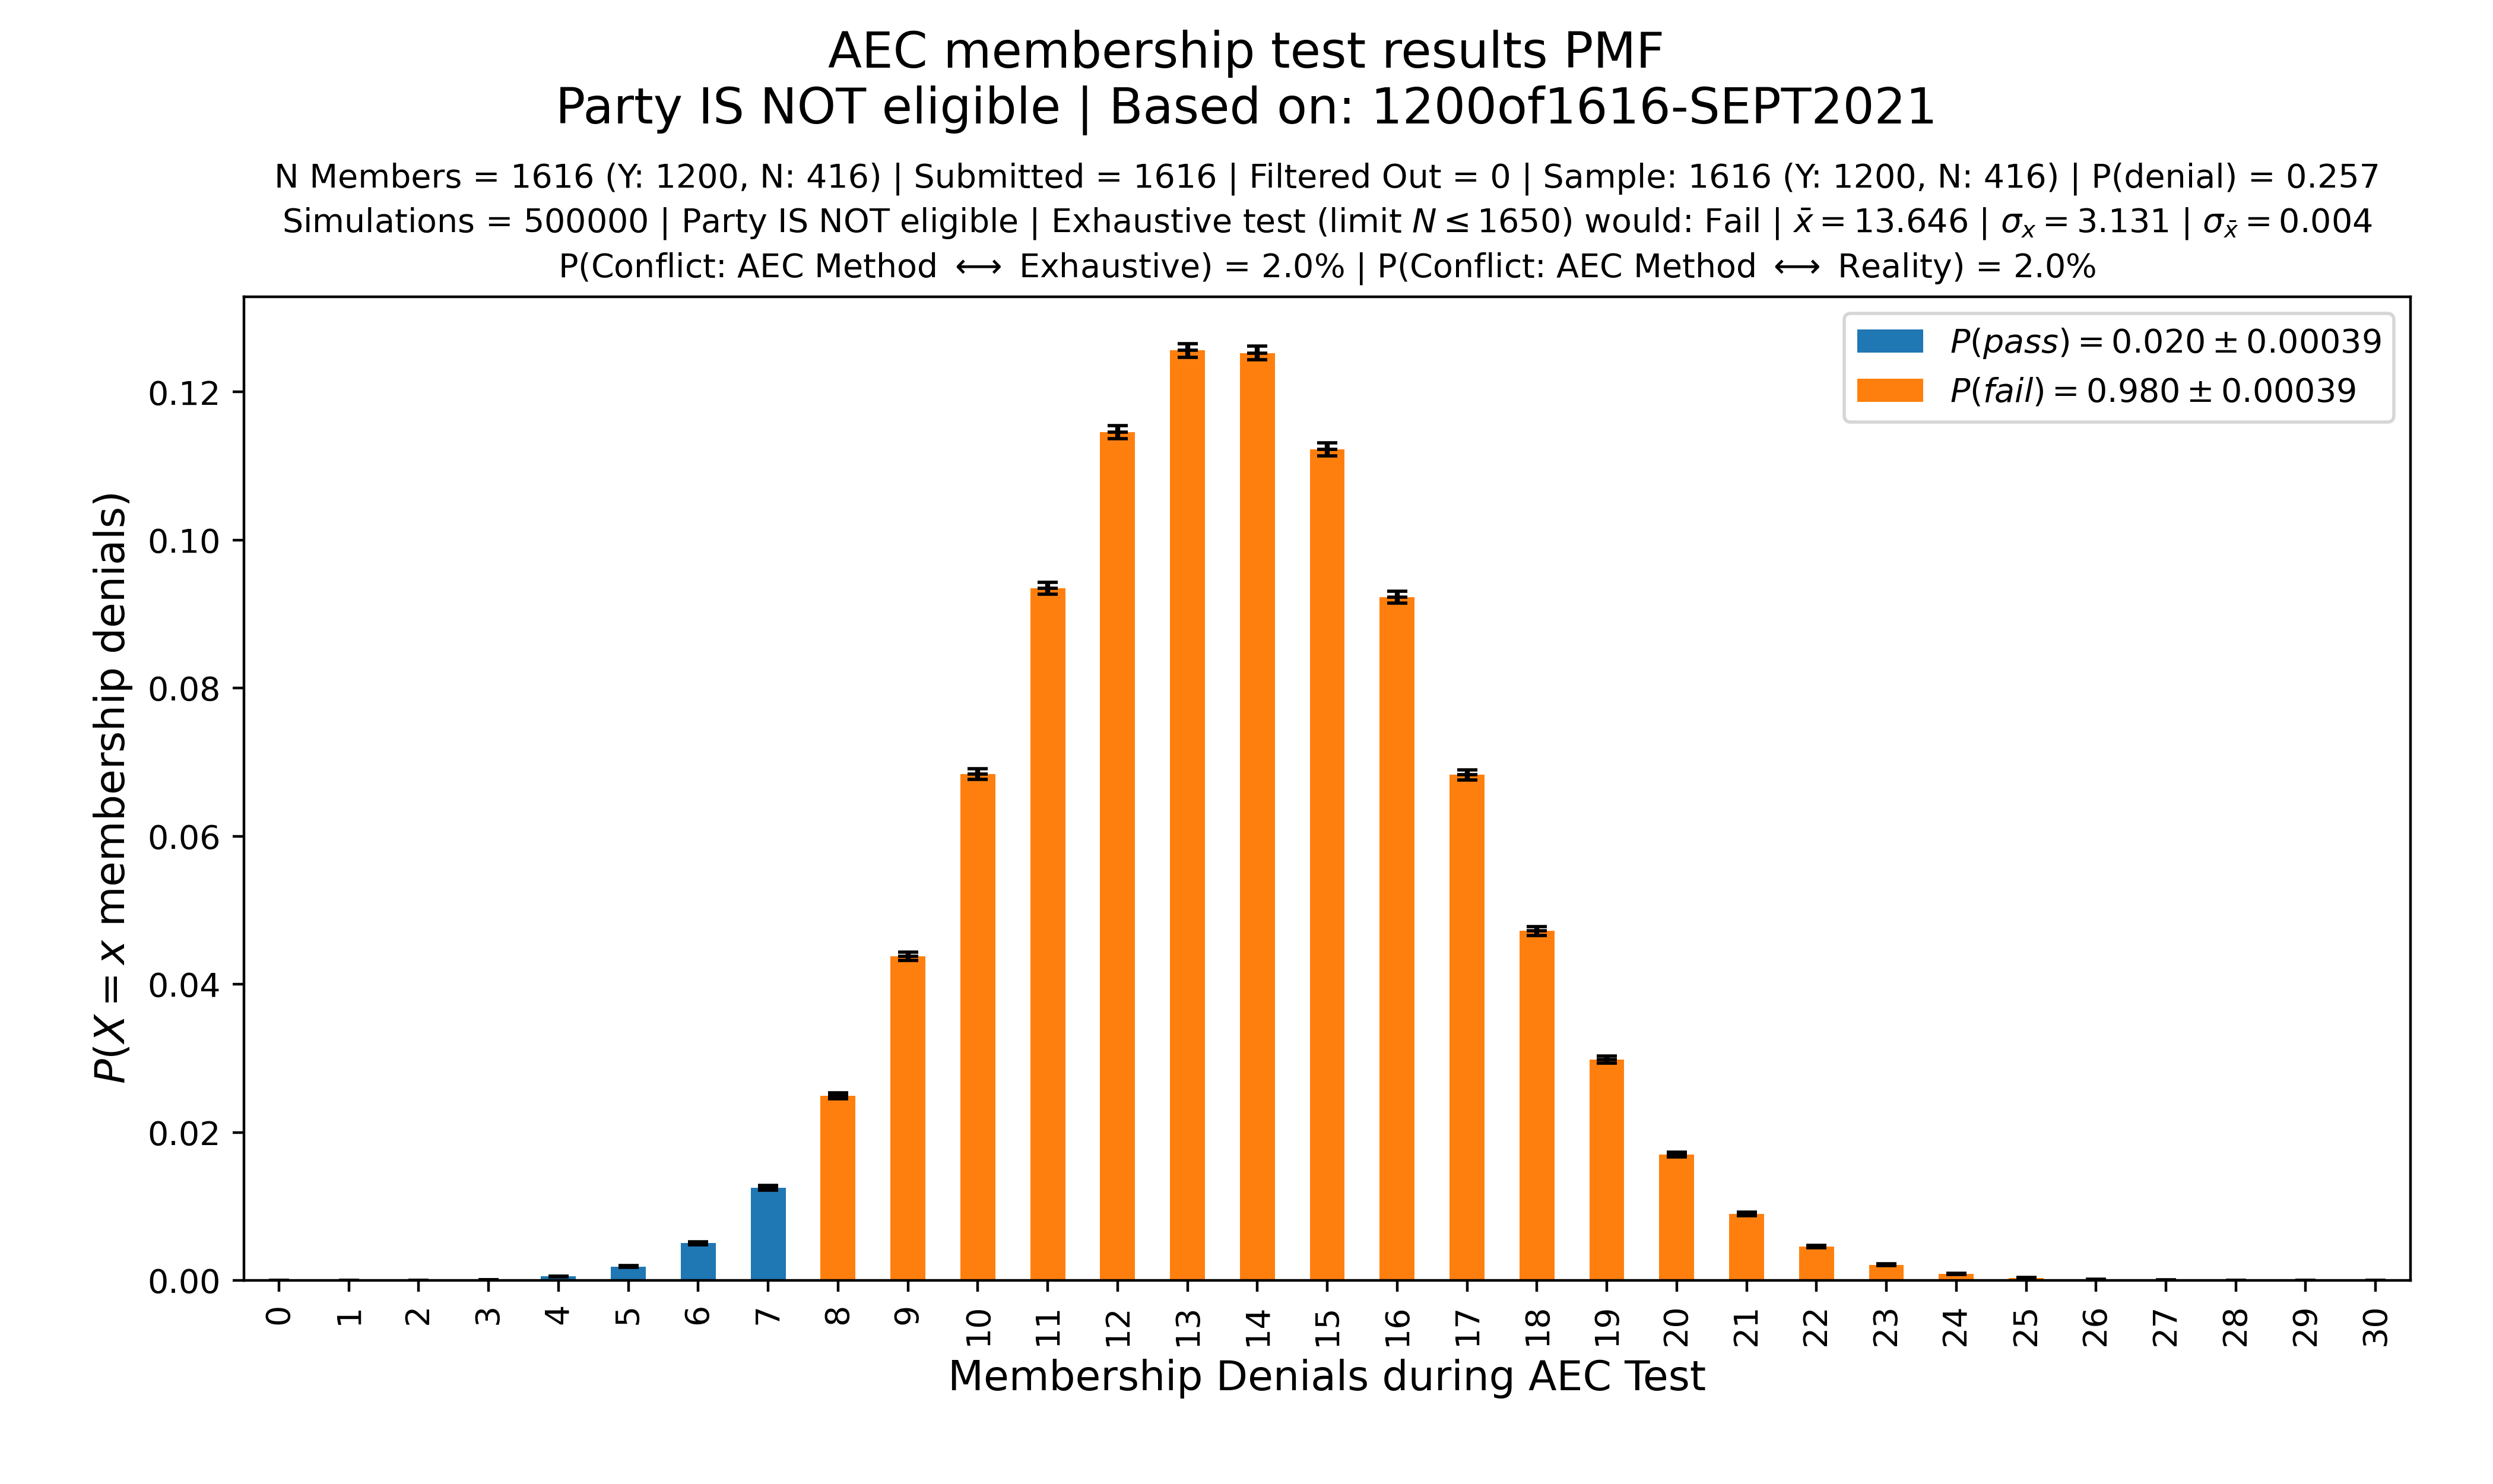 AEC membership test results PMF
Party IS NOT eligible | Based on: 1200of1616-SEPT2021
N Members = 1616 (Y: 1200, N: 416) | Submitted = 1616 | Filtered Out = 0 | Sample: 1616 (Y: 1200, N: 416) | P(denial) = 0.257
Simulations = 500000 | Party IS NOT eligible | Exhaustive test (limit N ≤ 1650) would: Fail | x̄ = 13.646 | σₓ = 3.131 | σ_x̄ = 0.004
P(Conflict: AEC Method ⟷ Exhaustive) = 2.0% | P(Conflict: AEC Method ⟷ Reality) = 2.0%
P(pass) = 0.020 ± 0.00039
P(fail) = 0.980 ± 0.00039
P(X = x membership denials)
0.12
0.10
0.08
0.06
0.04
0.02
0.00
0 1 2 3 4 5 6 7 8 9 10 11 12 13 14 15 16 17 18 19 20 21 22 23 24 25 26 27 28 29 30
Membership Denials during AEC Test